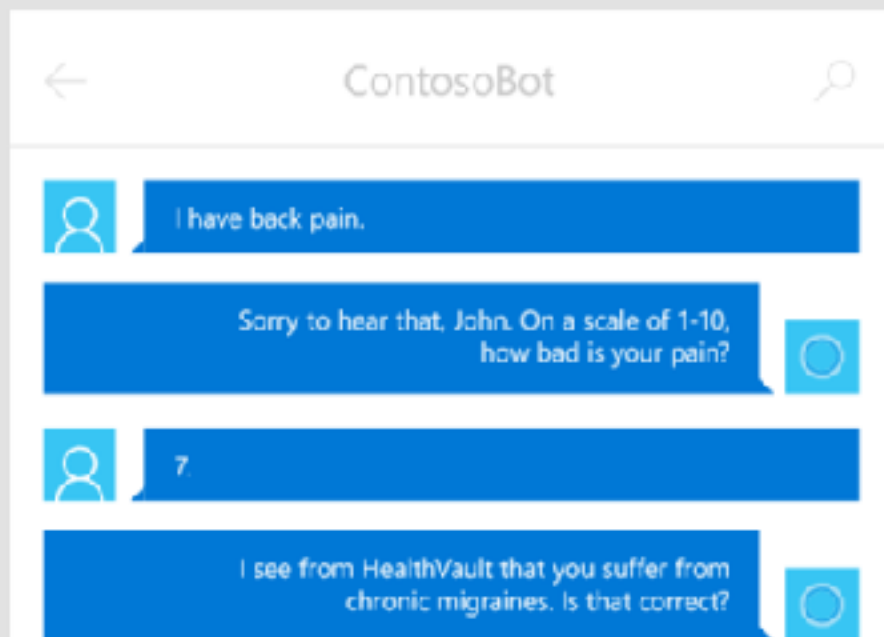 ContosoBot
I have back pain.
Sorry to hear that, John. On a scale of 1-10,
how bad is your pain?
7.
I see from HealthVault that you suffer from
chronic migraines. Is that correct?